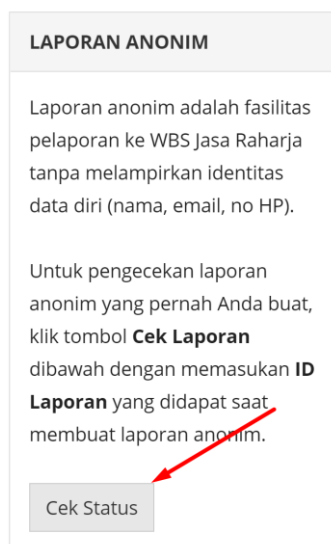 LAPORAN ANONIM
Laporan anonim adalah fasilitas
pelaporan ke WBS Jasa Raharja
tanpa melampirkan identitas
data diri (nama, email, no HP).
Untuk pengecekan laporan
anonim yang pernah Anda buat,
klik tombol Cek Laporan
dibawah dengan memasukan ID
Laporan yang didapat saat
membuat laporan anonim.
Cek Status